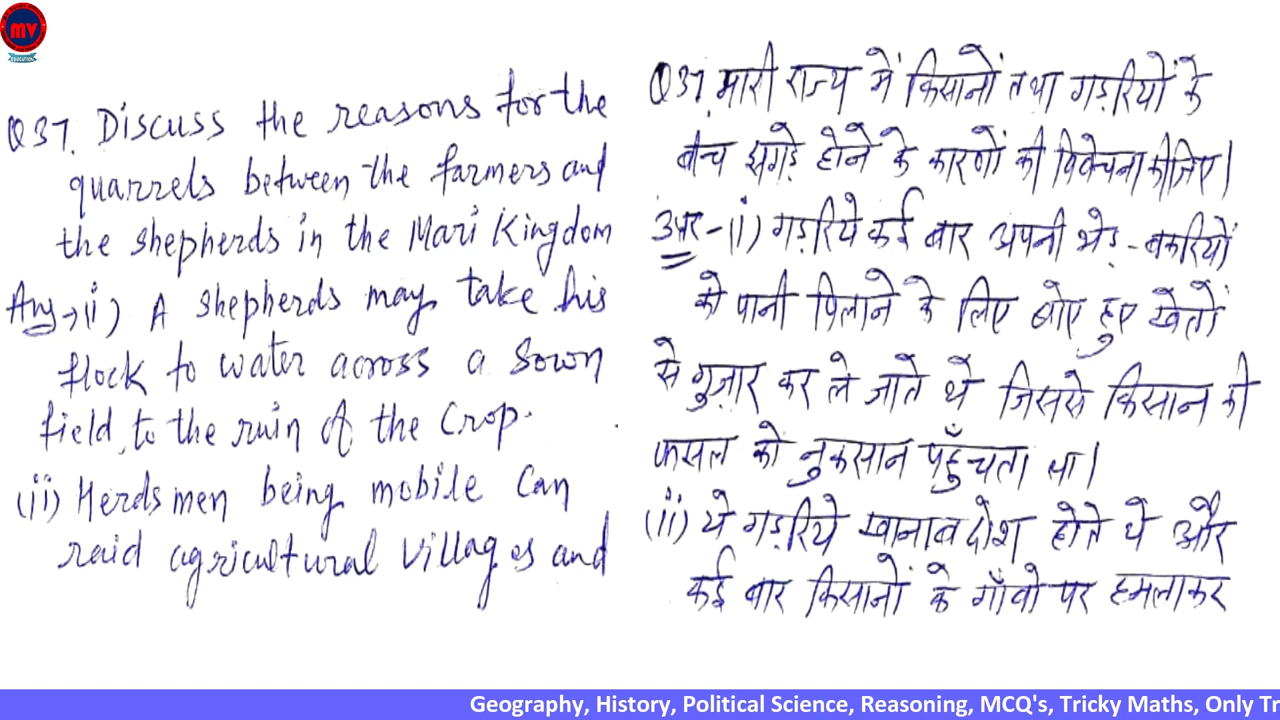 mv
EDUCATION
Q37. Discuss the reasons for the
quarrels between the farmers and
the shepherds in the Mari Kingdom
Ans→(i) A shepherds may take his
flock to water across a sown
field, to the ruin of the Crop.
(ii) Herdsmen being mobile Can
raid agricultural villages and
Q37. मारी राज्य में किसानों तथा गड़रियों के
बीच झगड़े होने के कारणों की विवेचना कीजिए।
उत्तर-(i) गड़रिये कई बार अपनी भेड़-बकरियों
को पानी पिलाने के लिए बोए हुए खेतों
से गुज़ार कर ले जाते थे जिससे किसान की
फसल को नुकसान पहुँचता था।
(ii) ये गड़रिये खानाबदोश होते थे और
कई बार किसानों के गाँवो पर हमलाकर
Geography, History, Political Science, Reasoning, MCQ's, Tricky Maths, Only Tr